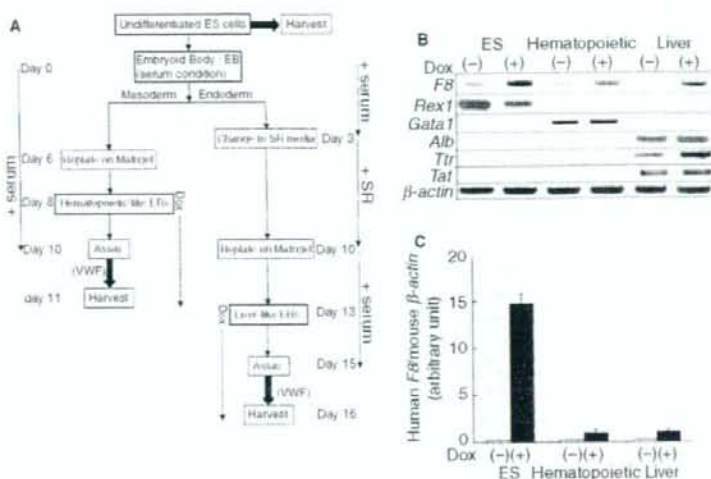 A
Undifferentiated ES cells
Harvest
Day 0
Embryoid Body : EB
(serum condition)
Mesoderm
Endoderm
+ serum
Change to SR media
Day 3
Day 6
Replate on Matrigel
+ serum
+ SR
Day 8
Hematopoietic-like EBs
Dox
Day 10
Assay
Replate on Matrigel
Day 10
(VWF)
day 11
Harvest
Liver-like EBs
Day 13
Dox
+ serum
Assay
Day 15
(VWF)
Harvest
Day 16
B
ES Hematopoietic Liver
Dox (−) (+) (−) (+) (−) (+)
F8
Rex1
Gata1
Alb
Ttr
Tat
β-actin
C
Human F8/mouse β-actin
(arbitrary unit)
20
15
10
5
0
Dox (−)(+) (−)(+) (−)(+)
ES Hematopoietic Liver